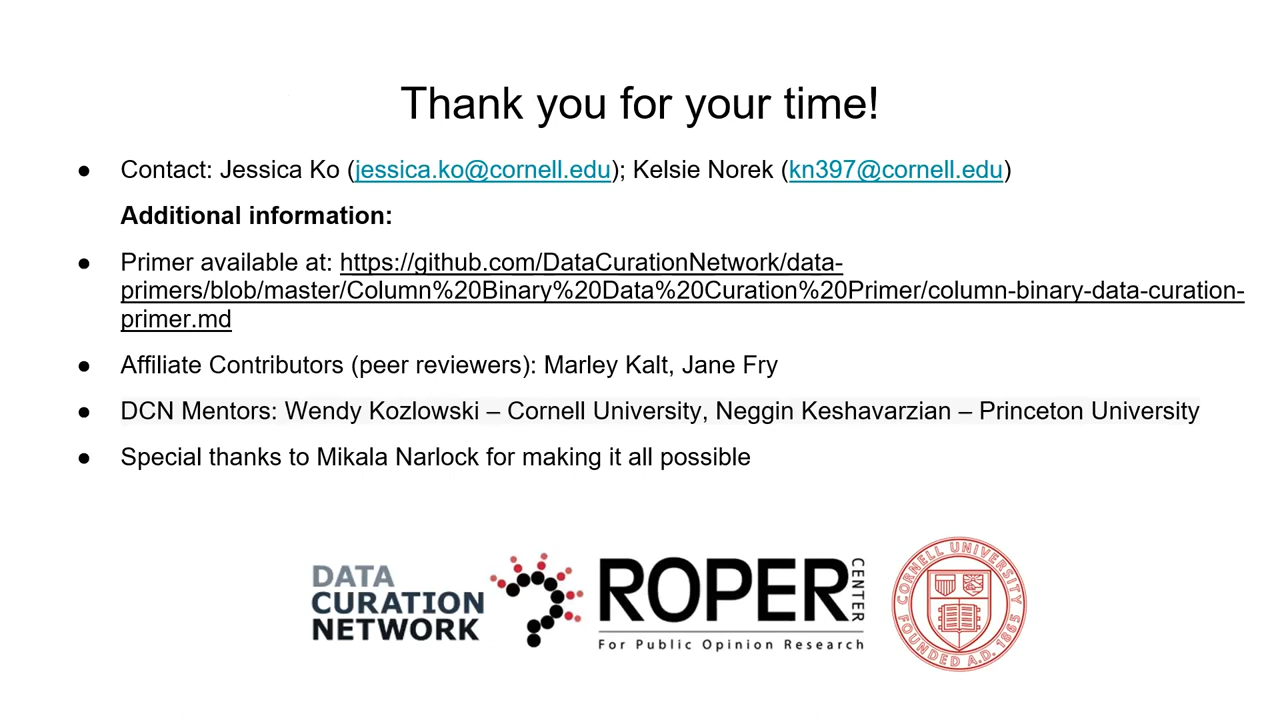 Thank you for your time!
● Contact: Jessica Ko (jessica.ko@cornell.edu); Kelsie Norek (kn397@cornell.edu)
Additional information:
● Primer available at: https://github.com/DataCurationNetwork/data-
primers/blob/master/Column%20Binary%20Data%20Curation%20Primer/column-binary-data-curation-
primer.md
● Affiliate Contributors (peer reviewers): Marley Kalt, Jane Fry
● DCN Mentors: Wendy Kozlowski – Cornell University, Neggin Keshavarzian – Princeton University
● Special thanks to Mikala Narlock for making it all possible
DATA
CURATION
NETWORK
ROPER
CENTER
For Public Opinion Research
CORNELL UNIVERSITY
FOUNDED A.D. 1865